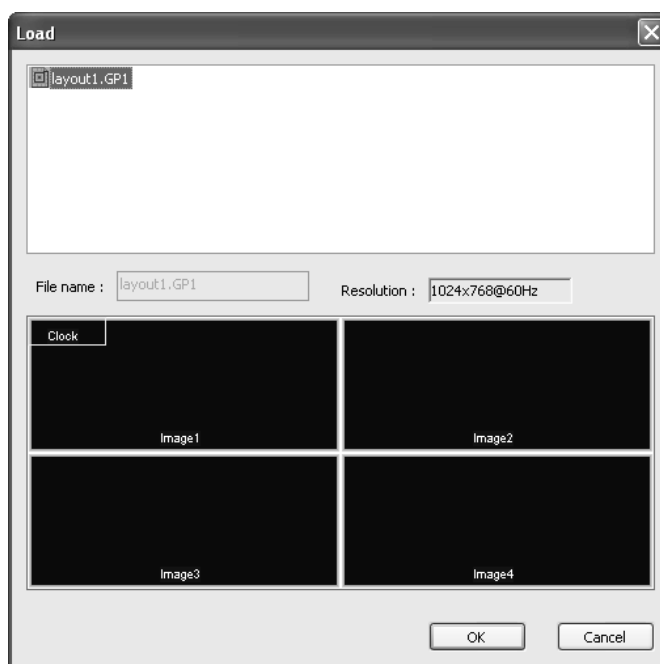 Load
layout1.GP1
File name : layout1.GP1 Resolution : 1024x768@60Hz
Clock
Image1 Image2
Image3 Image4
OK Cancel